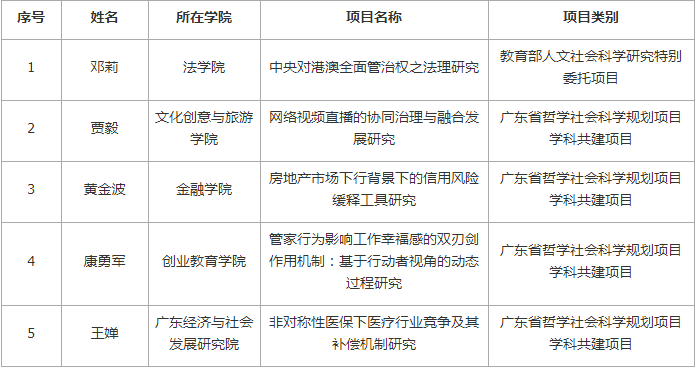 序号 姓名 所在学院 项目名称 项目类别
1 邓莉 法学院 中央对港澳全面管治权之法理研究 教育部人文社会科学研究特别
委托项目
2 贾毅 文化创意与旅游
学院 网络视频直播的协同治理与融合发
展研究 广东省哲学社会科学规划项目
学科共建项目
3 黄金波 金融学院 房地产市场下行背景下的信用风险
缓释工具研究 广东省哲学社会科学规划项目
学科共建项目
4 康勇军 创业教育学院 管家行为影响工作幸福感的双刃剑
作用机制：基于行动者视角的动态
过程研究 广东省哲学社会科学规划项目
学科共建项目
5 王婵 广东经济与社会
发展研究院 非对称性医保下医疗行业竞争及其
补偿机制研究 广东省哲学社会科学规划项目
学科共建项目